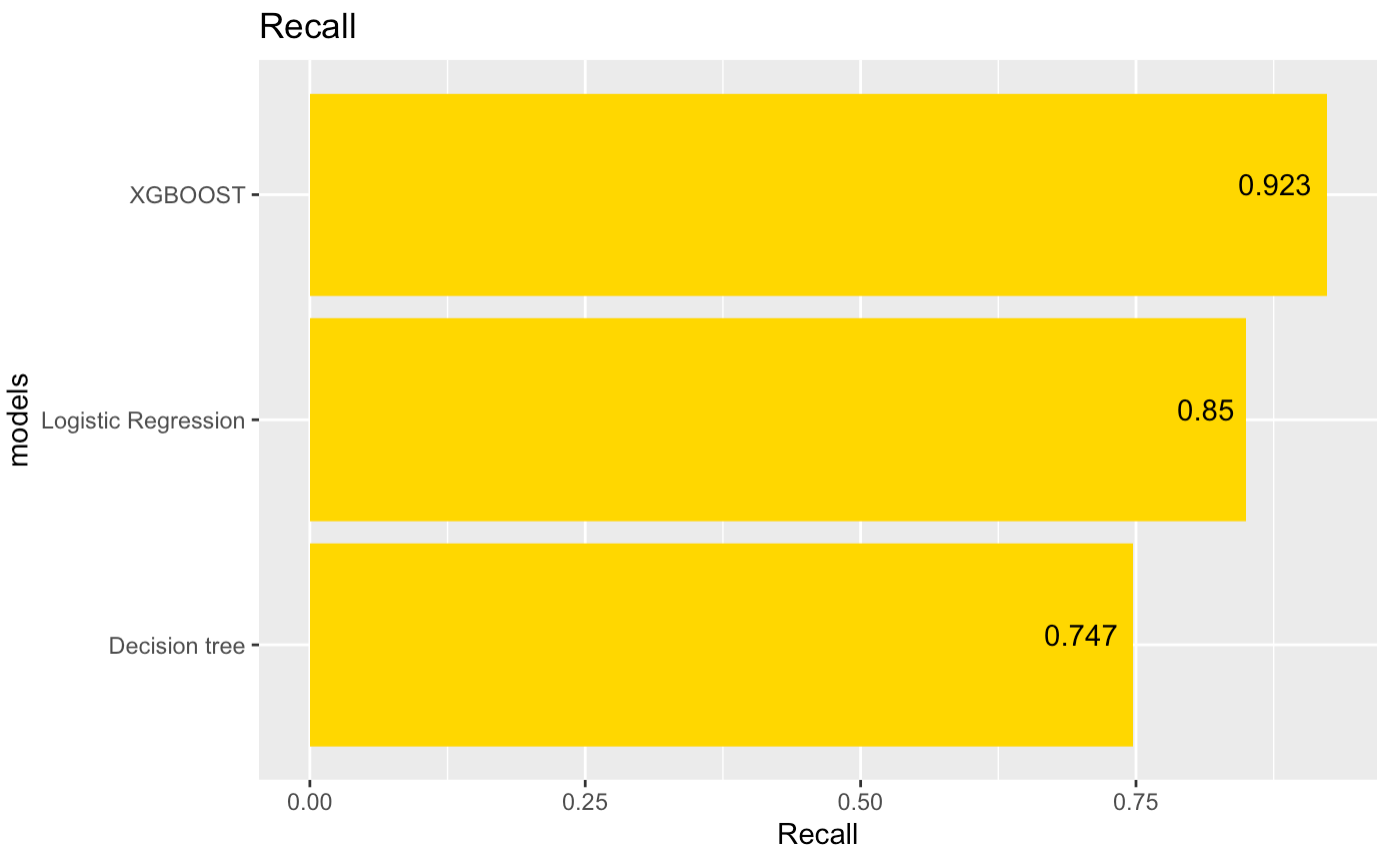 Recall
XGBOOST
0.923
models
Logistic Regression
0.85
Decision tree
0.747
0.00
0.25
0.50
0.75
Recall